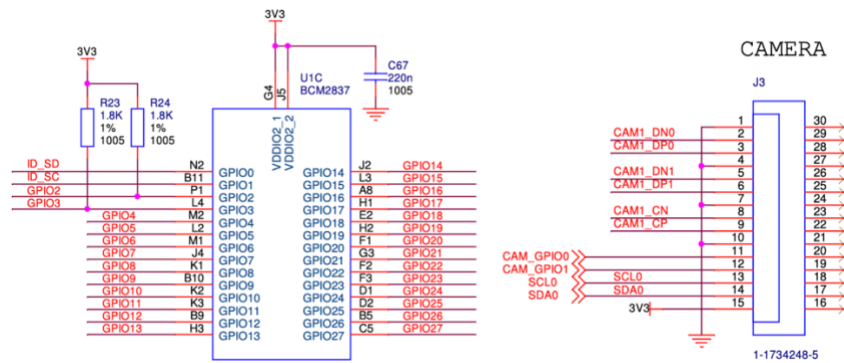 3V3
3V3
R23
1.8K
1%
1005
R24
1.8K
1%
1005
G4
J5
U1C
BCM2837
C67
220n
1005
VDDIO2_1
VDDIO2_2
ID_SD N2 GPIO0
ID_SC B11 GPIO1
GPIO2 P1 GPIO2
GPIO3 L4 GPIO3
GPIO4 M2 GPIO4
GPIO5 L2 GPIO5
GPIO6 M1 GPIO6
GPIO7 J4 GPIO7
GPIO8 K1 GPIO8
GPIO9 B10 GPIO9
GPIO10 K2 GPIO10
GPIO11 K3 GPIO11
GPIO12 B9 GPIO12
GPIO13 H3 GPIO13
GPIO14 J2 GPIO14
GPIO15 L3 GPIO15
GPIO16 A8 GPIO16
GPIO17 H1 GPIO17
GPIO18 E2 GPIO18
GPIO19 H2 GPIO19
GPIO20 F1 GPIO20
GPIO21 G3 GPIO21
GPIO22 F2 GPIO22
GPIO23 F3 GPIO23
GPIO24 D1 GPIO24
GPIO25 D2 GPIO25
GPIO26 B5 GPIO26
GPIO27 C5 GPIO27
CAMERA
J3
1 30
CAM1_DN0 2 29
CAM1_DP0 3 28
4 27
CAM1_DN1 5 26
CAM1_DP1 6 25
7 24
CAM1_CN 8 23
CAM1_CP 9 22
10 21
CAM_GPIO0 11 20
CAM_GPIO1 12 19
SCL0 SCL0 13 18
SDA0 SDA0 14 17
3V3 15 16
1-1734248-5